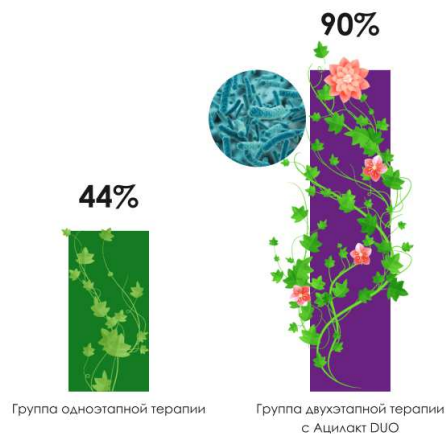 90%
44%
Группа одноэтапной терапии
Группа двухэтапной терапии
с Ацилакт DUO